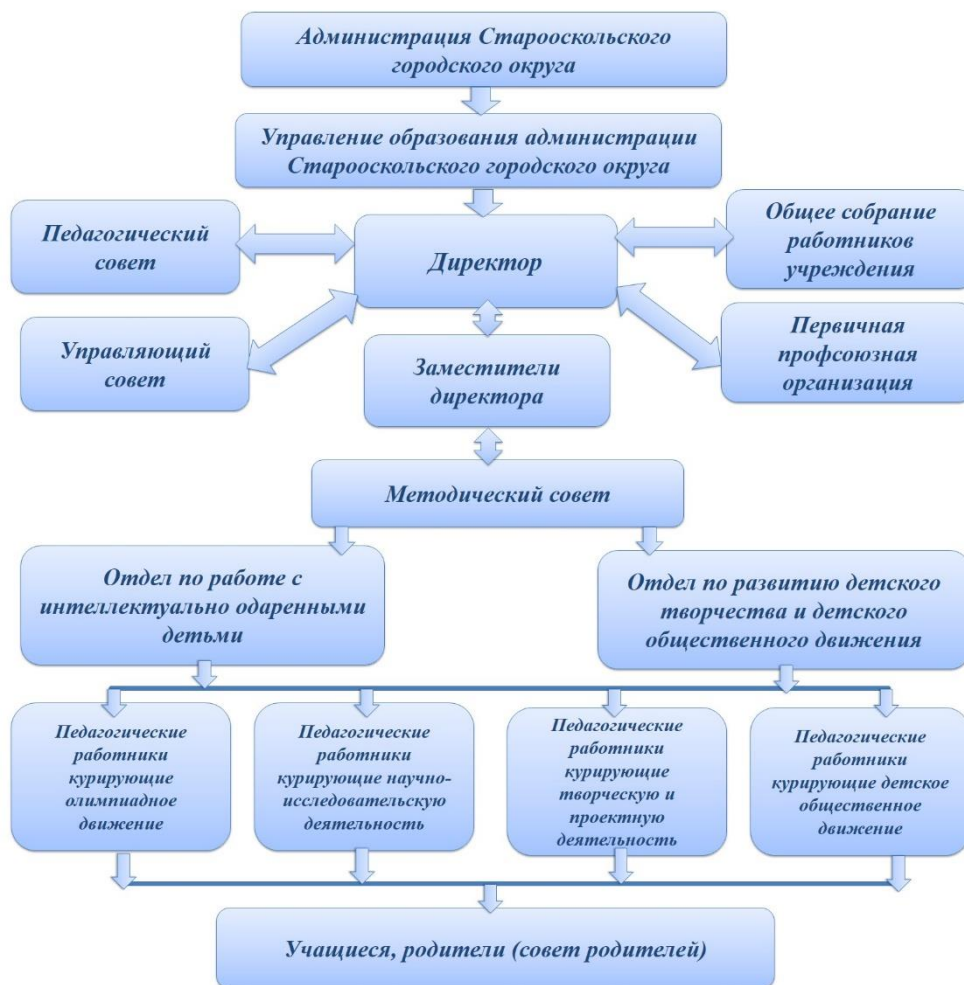 Администрация Старооскольского
городского округа
Управление образования администрации
Старооскольского городского округа
Педагогический
совет
Директор
Общее собрание
работников
учреждения
Управляющий
совет
Заместители
директора
Первичная
профсоюзная
организация
Методический совет
Отдел по работе с
интеллектуально одаренными
детьми
Отдел по развитию детского
творчества и детского
общественного движения
Педагогические
работники
курирующие
олимпиадное
движение
Педагогические
работники
курирующие научно-
исследовательскую
деятельность
Педагогические
работники
курирующие
творческую и
проектную
деятельность
Педагогические
работники
курирующие детское
общественное
движение
Учащиеся, родители (совет родителей)